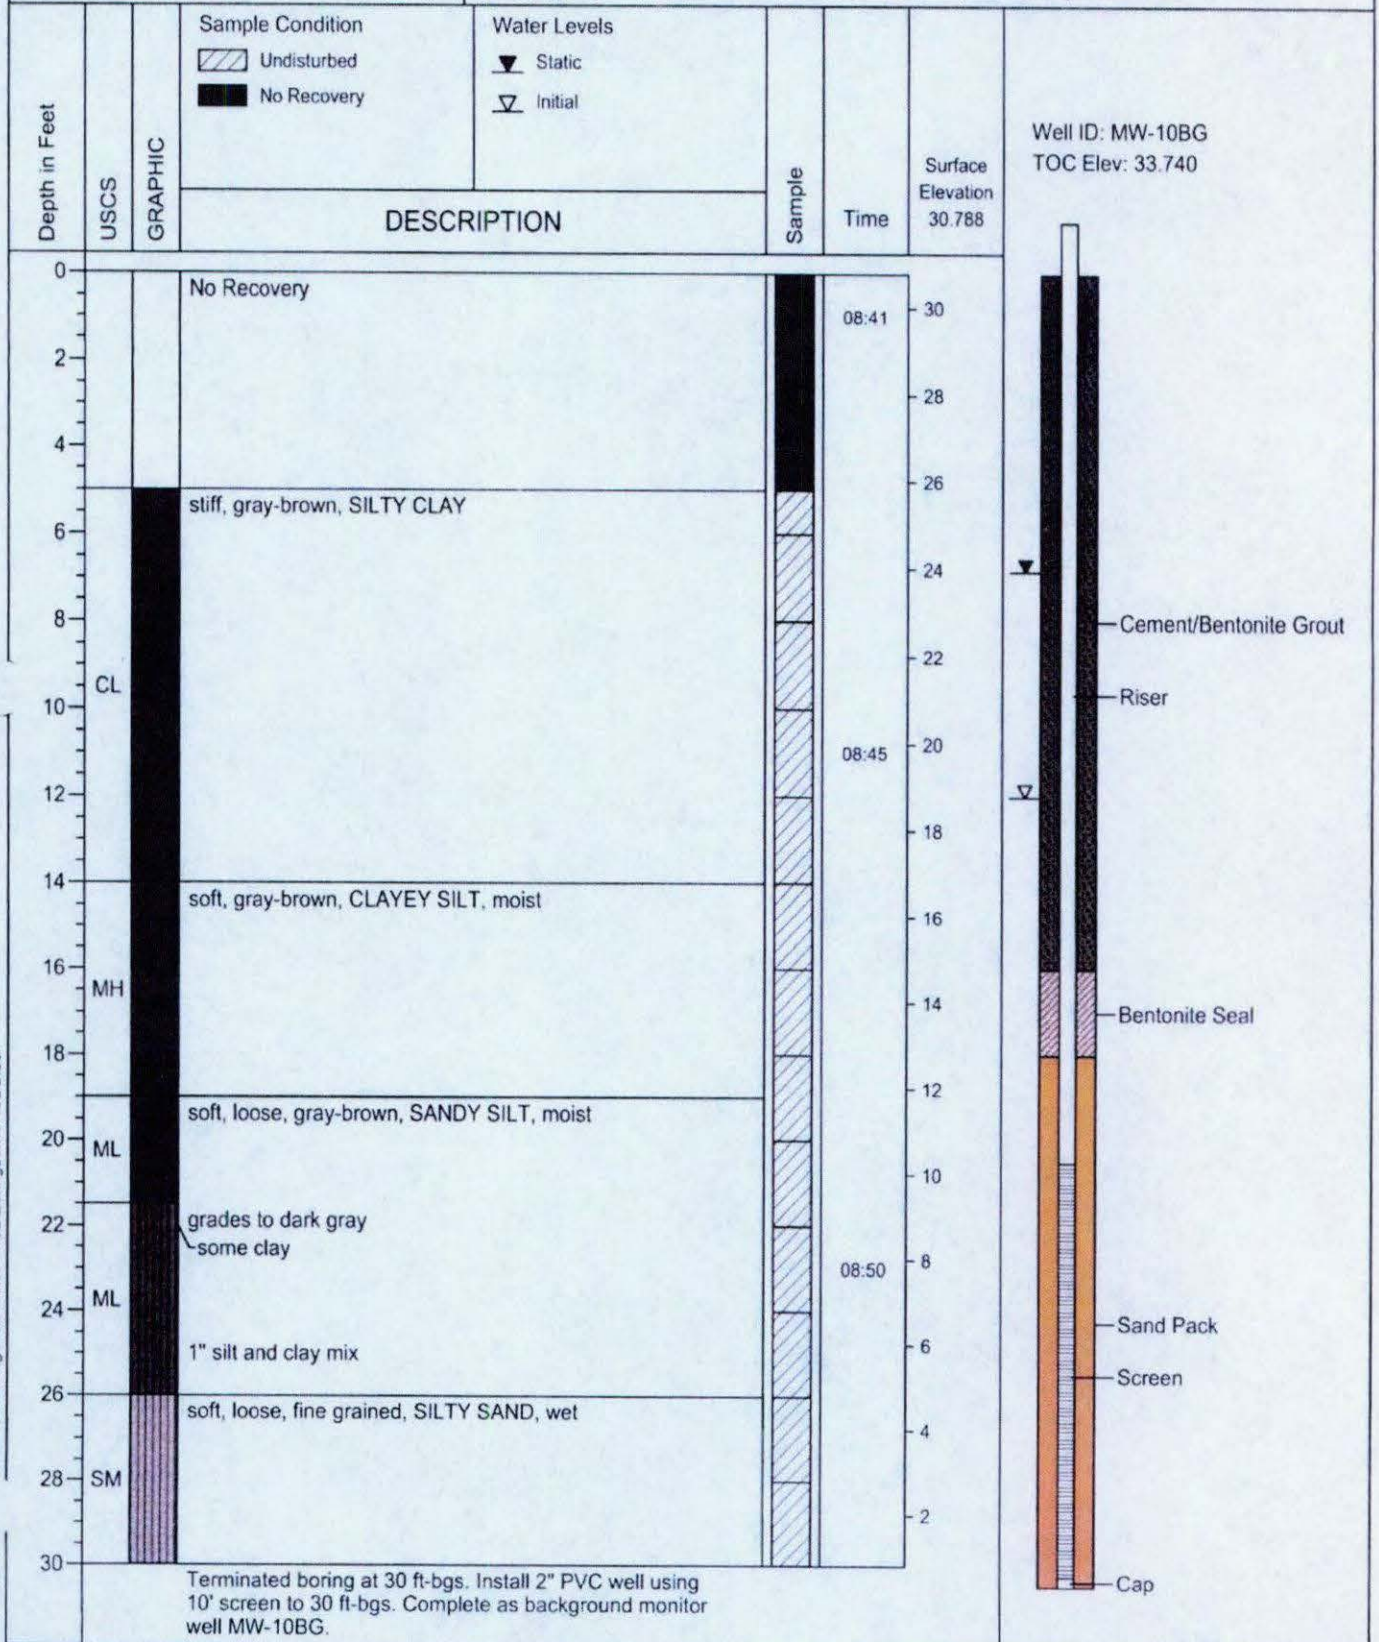 Sample Condition
Undisturbed
No Recovery
Water Levels
Static
Initial
Depth in Feet
USCS
GRAPHIC
DESCRIPTION
Sample
Time
Surface
Elevation
30.788
Well ID: MW-10BG
TOC Elev: 33.740
0
2
4
6
8
10
12
14
16
18
20
22
24
26
28
30
CL
MH
ML
ML
SM
No Recovery
stiff, gray-brown, SILTY CLAY
soft, gray-brown, CLAYEY SILT, moist
soft, loose, gray-brown, SANDY SILT, moist
grades to dark gray
some clay
1" silt and clay mix
soft, loose, fine grained, SILTY SAND, wet
Terminated boring at 30 ft-bgs. Install 2" PVC well using
10' screen to 30 ft-bgs. Complete as background monitor
well MW-10BG.
08:41
08:45
08:50
30
28
26
24
22
20
18
16
14
12
10
8
6
4
2
Cement/Bentonite Grout
Riser
Bentonite Seal
Sand Pack
Screen
Cap